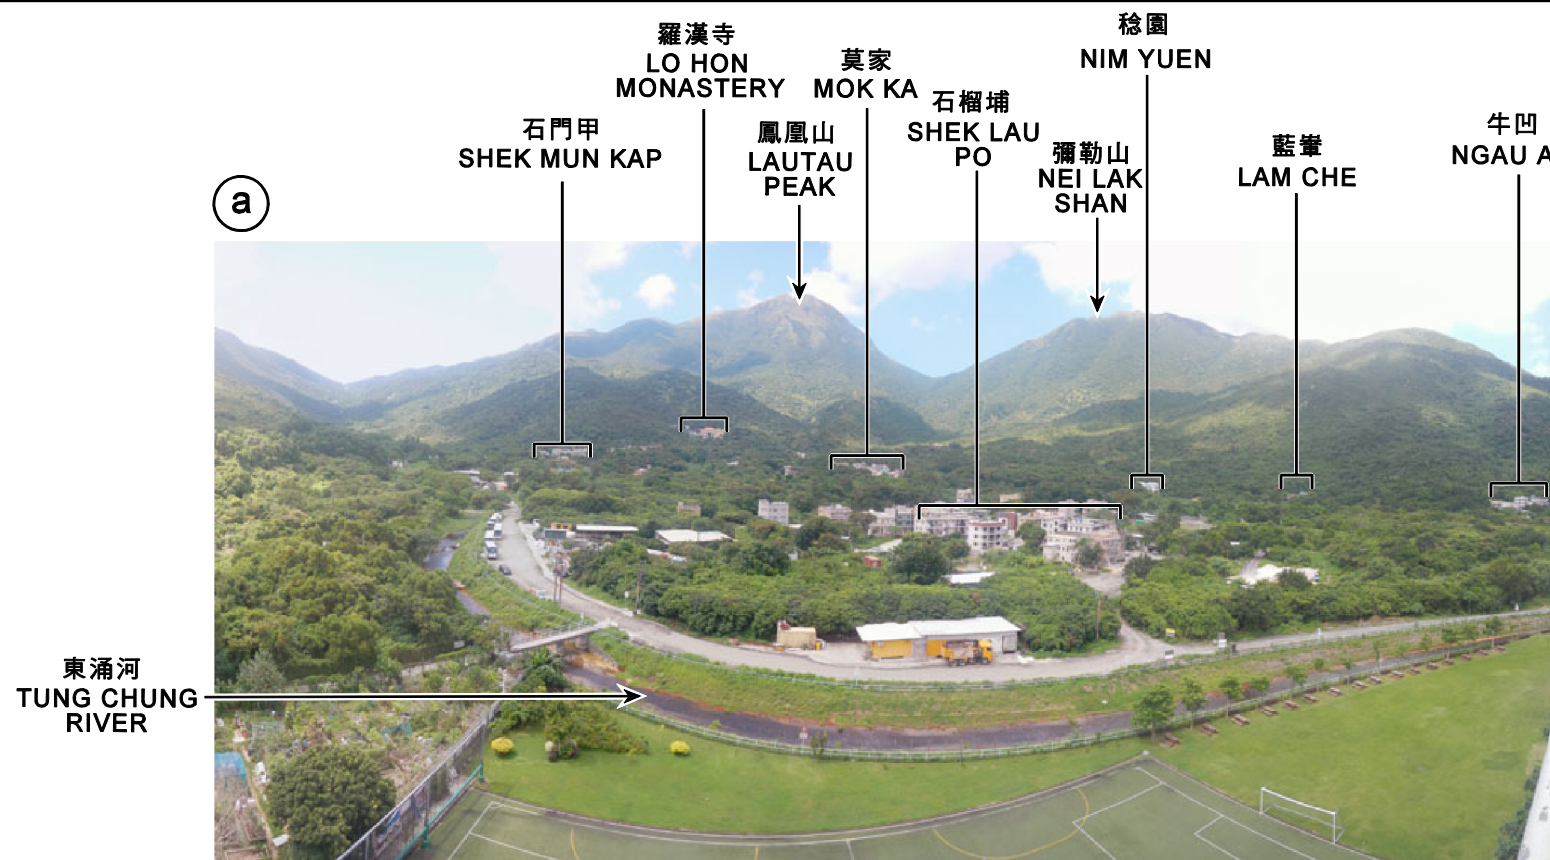 稔園
NIM YUEN
羅漢寺
LO HON
MONASTERY
莫家
MOK KA
石榴埔
SHEK LAU
PO
石門甲
SHEK MUN KAP
鳳凰山
LAUTAU
PEAK
彌勒山
NEI LAK
SHAN
藍輋
LAM CHE
牛凹
NGAU A
a
東涌河
TUNG CHUNG
RIVER